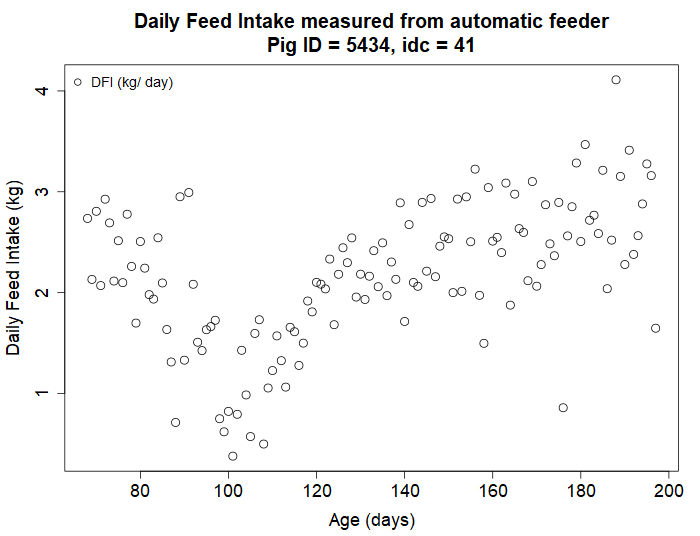 Daily Feed Intake measured from automatic feeder
Pig ID = 5434, idc = 41
DFI (kg/ day)
Daily Feed Intake (kg)
4
3
2
1
80 100 120 140 160 180 200
Age (days)